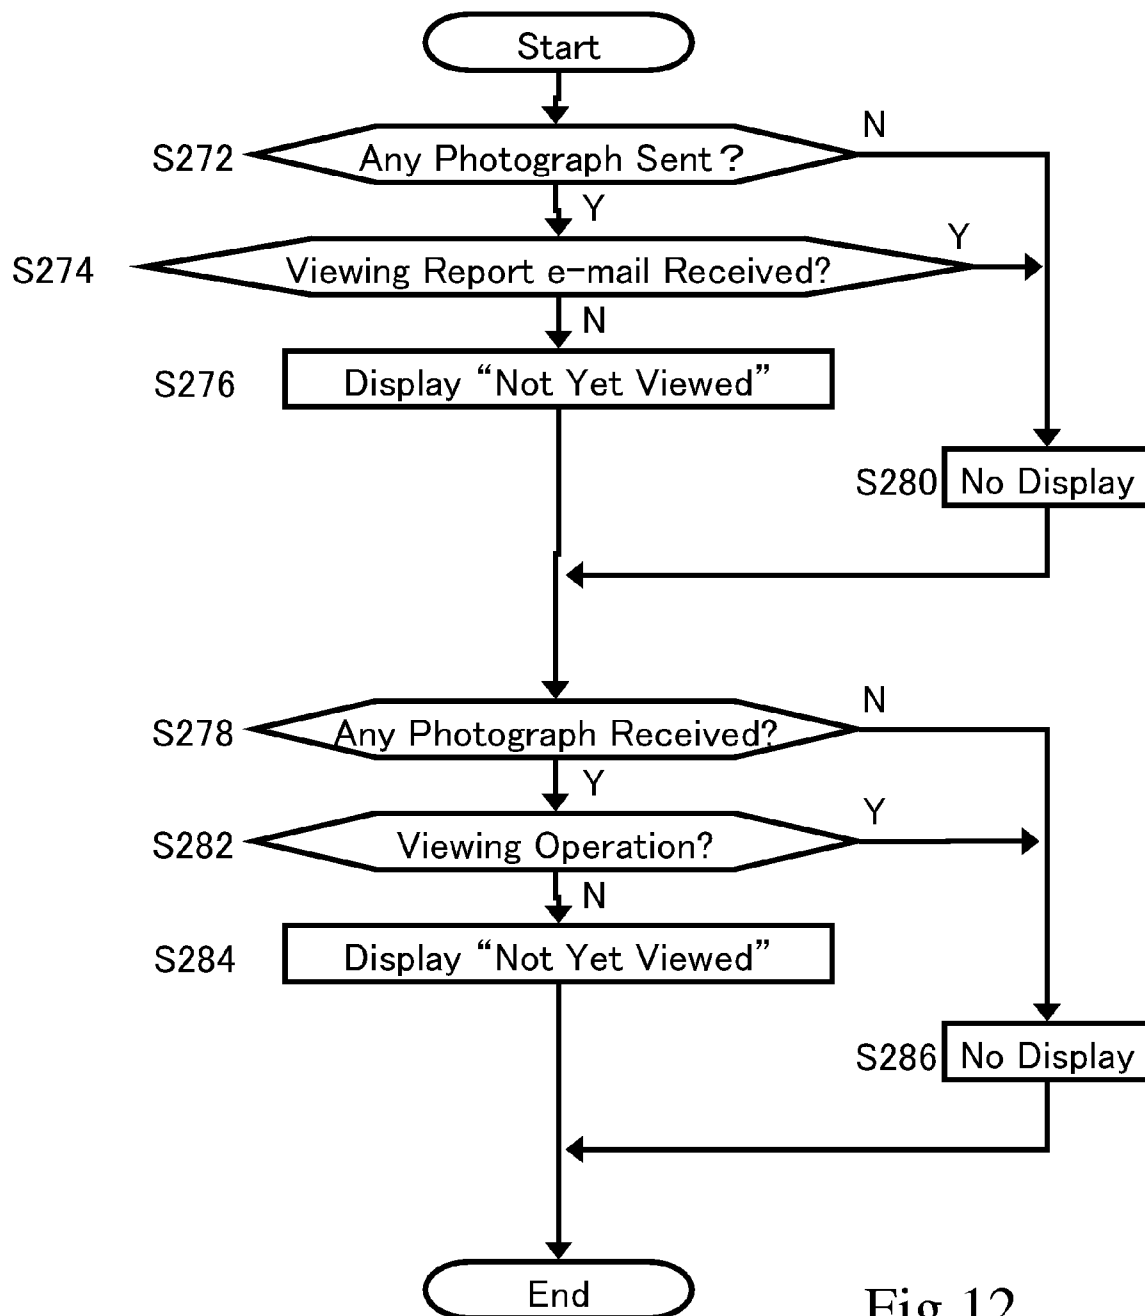 Start
N
S272
Any Photograph Sent?
Y
Y
S274
Viewing Report e-mail Received?
N
S276
Display “Not Yet Viewed”
S280
No Display
N
S278
Any Photograph Received?
Y
Y
S282
Viewing Operation?
N
S284
Display “Not Yet Viewed”
S286
No Display
End
Fig.12